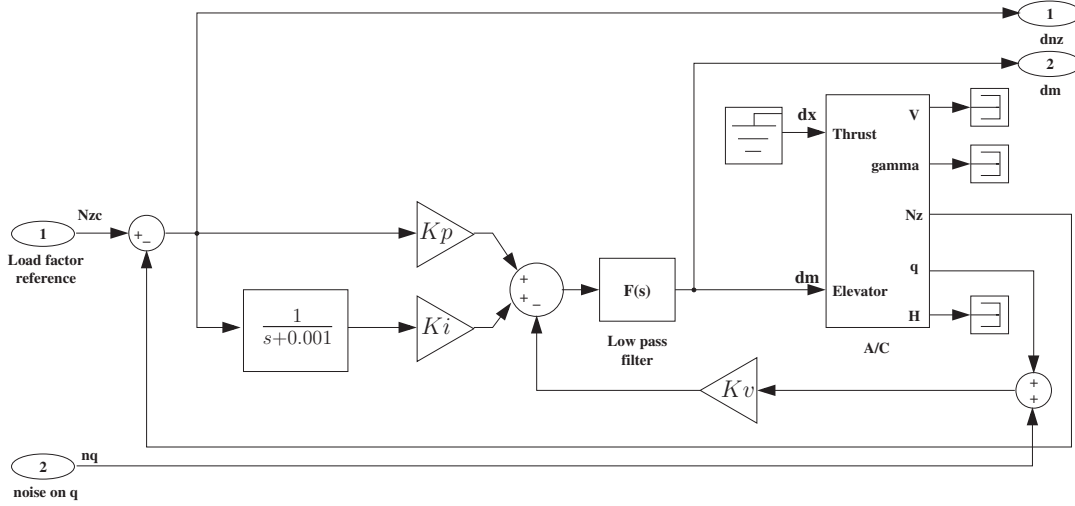 1
dnz
2
dm
dx
V
Thrust
gamma
Nzc
Kp
Nz
1
+
−
Load factor
reference
q
+
+
−
F(s)
dm
Elevator
1
s+0.001
Ki
H
Low pass
filter
A/C
Kv
+
+
nq
2
noise on q